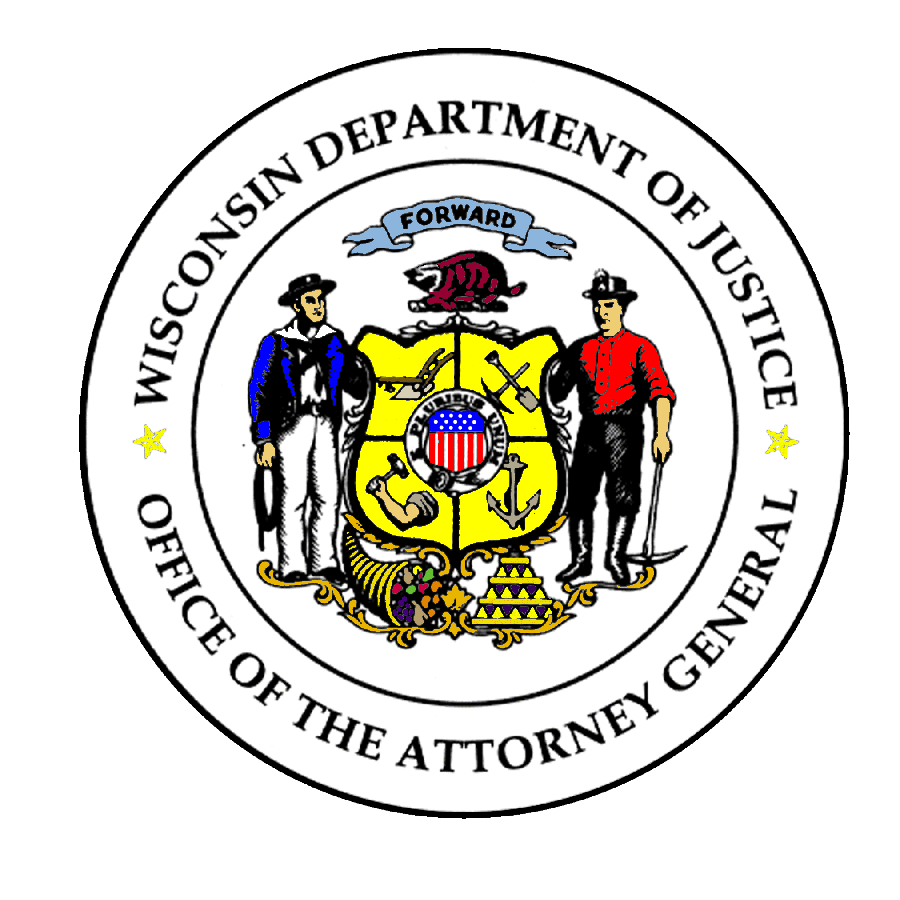 WISCONSIN DEPARTMENT OF JUSTICE
FORWARD
E PLURIBUS UNUM
OFFICE OF THE ATTORNEY GENERAL